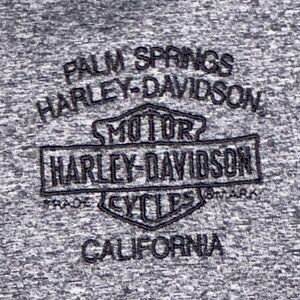 PALM SPRINGS
HARLEY-DAVIDSON
MOTOR
HARLEY-DAVIDSON
TRADE MARK
CYCLES
CALIFORNIA